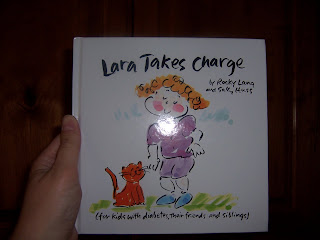 Lara Takes Charge
by Rocky Lang
and Sally Huss
(for kids with diabetes, their friends and siblings)